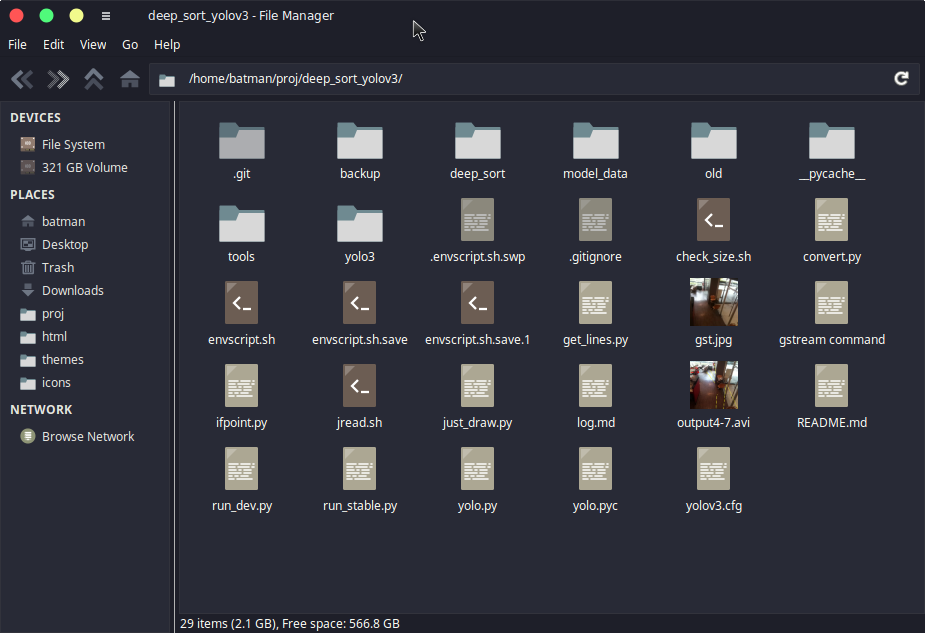 deep_sort_yolov3 - File Manager
File Edit View Go Help
/home/batman/proj/deep_sort_yolov3/
DEVICES
File System
321 GB Volume
PLACES
batman
Desktop
Trash
Downloads
proj
html
themes
icons
NETWORK
Browse Network
.git backup deep_sort model_data old __pycache__
tools yolo3 .envscript.sh.swp .gitignore check_size.sh convert.py
envscript.sh envscript.sh.save envscript.sh.save.1 get_lines.py gst.jpg gstream command
ifpoint.py jread.sh just_draw.py log.md output4-7.avi README.md
run_dev.py run_stable.py yolo.py yolo.pyc yolov3.cfg
29 items (2.1 GB), Free space: 566.8 GB